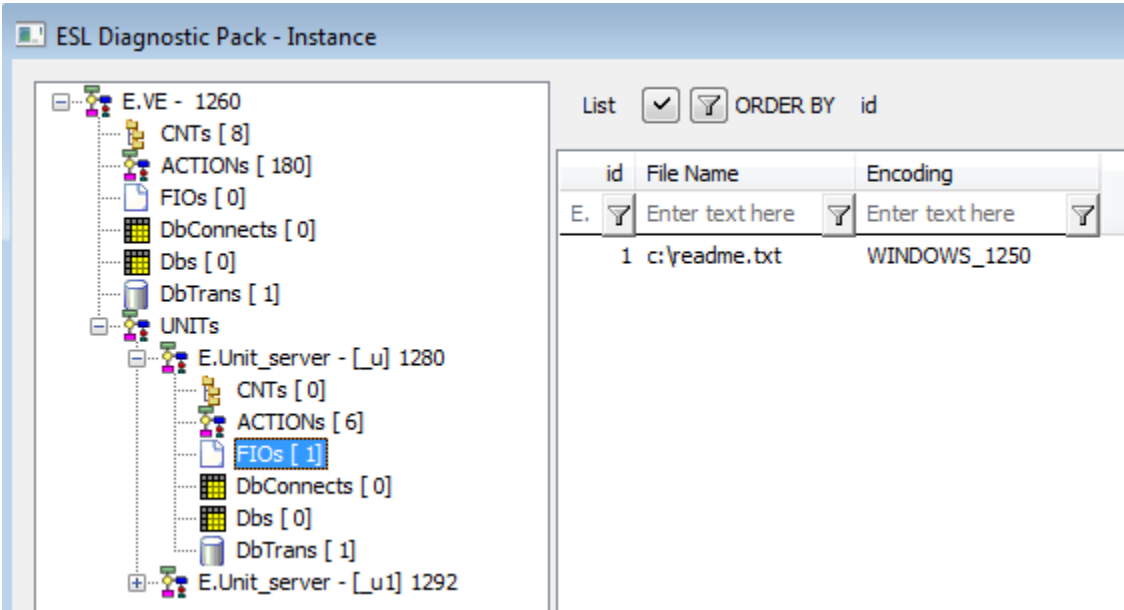 ESL Diagnostic Pack - Instance
E.VE - 1260
CNTs [ 8]
ACTIONs [ 180]
FIOs [ 0]
DbConnects [ 0]
Dbs [ 0]
DbTrans [ 1]
UNITs
E.Unit_server - [_u] 1280
CNTs [ 0]
ACTIONs [ 6]
FIOs [ 1]
DbConnects [ 0]
Dbs [ 0]
DbTrans [ 1]
E.Unit_server - [_u1] 1292
List ORDER BY id
id File Name Encoding
E. Enter text here Enter text here
1 c:\readme.txt WINDOWS_1250